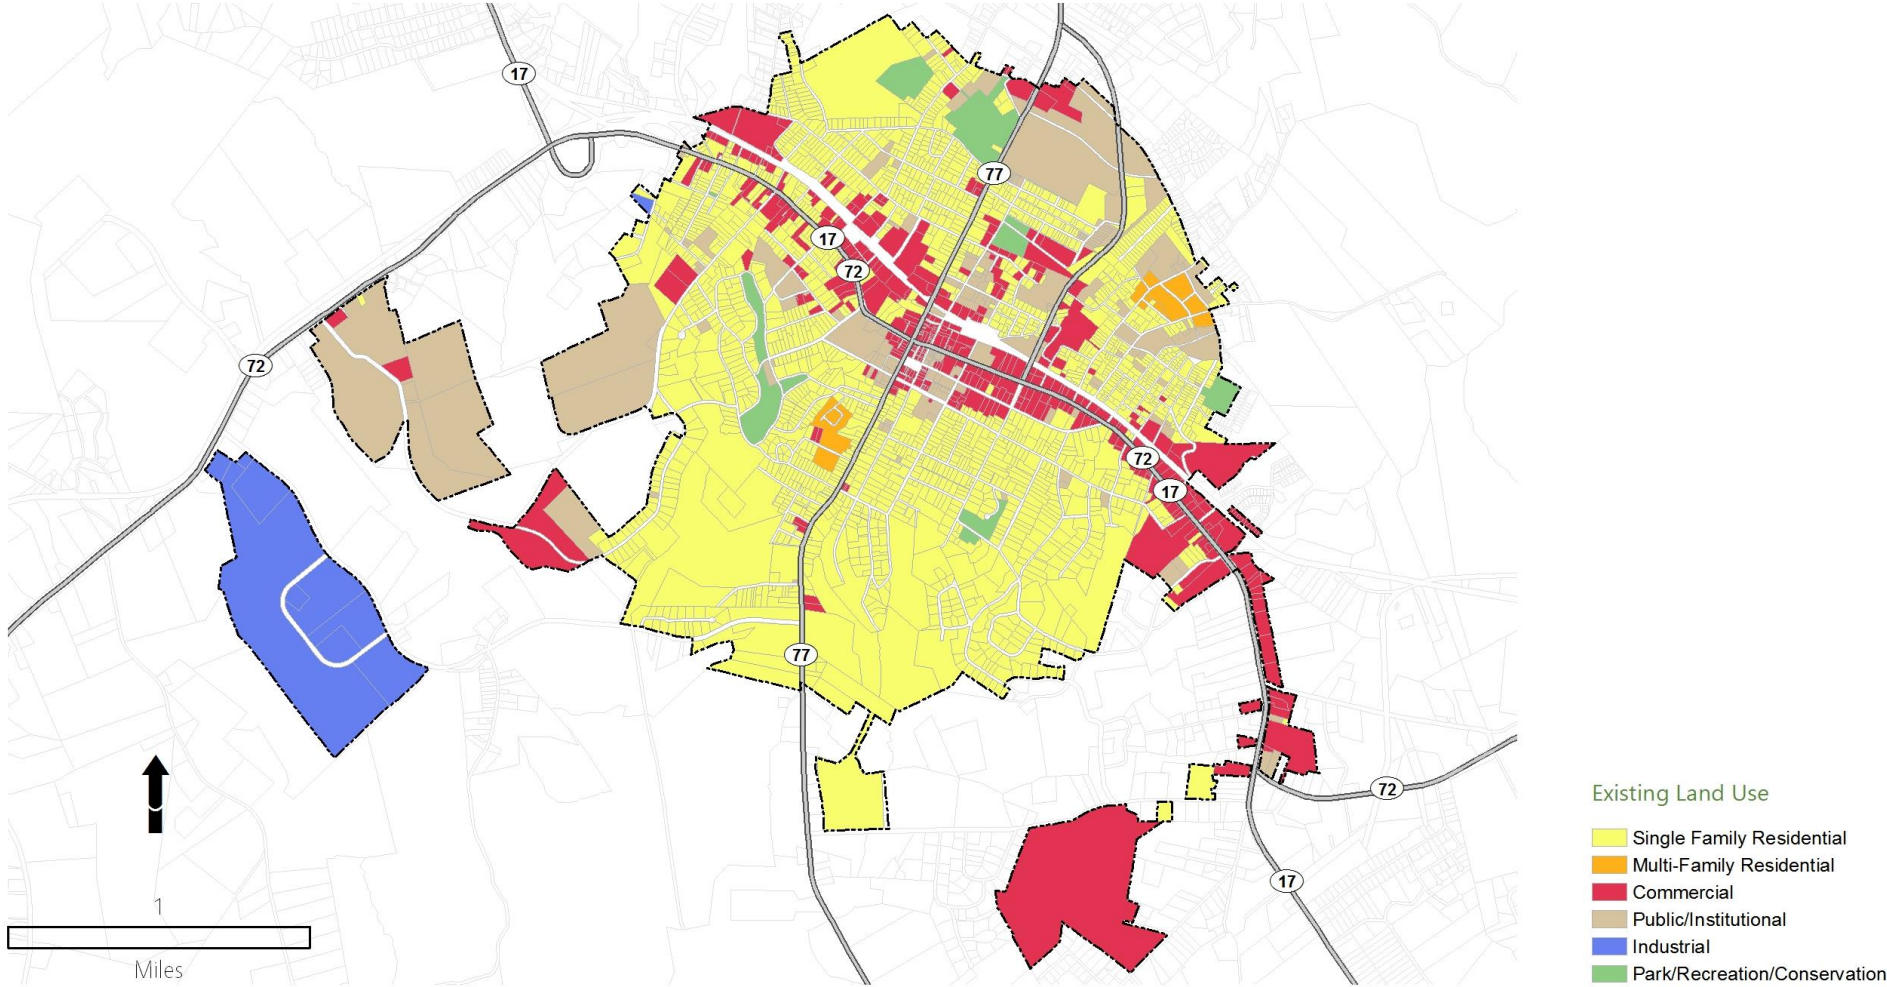 17
77
17
72
72
72
17
77
72
17
1
Miles
Existing Land Use
Single Family Residential
Multi-Family Residential
Commercial
Public/Institutional
Industrial
Park/Recreation/Conservation